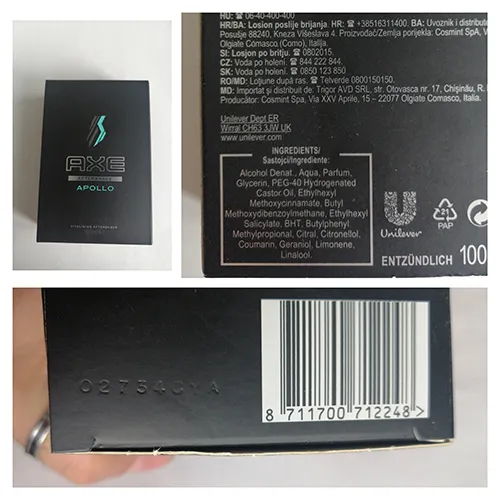 AXE
AFTERSHAVE
APOLLO
HU: ☎ 06-40-400-400
HR/BA: Losion poslije brijanja. HR: ☎ +38516311400. BA: Uvoznik i distribute
Posušje 88240, Kneza Višeslava 4. Proizvođač/Zemlja porijekla: Cosmint SpA, V
Olgiate Comasco (Como), Italija.
SI: Losjon po britju. ☎ 0802015.
CZ: Voda po holení. ☎ 844 222 844.
SK: Voda po holení. ☎ 0850 123 850
RO/MD: Loţiune după ras. ☎ Telverde 0800150150.
MD: Importat şi distribuit de: Trigor AVD SRL, str. Otovasca nr. 17, Chişinău, R.
Producător: Cosmint Spa, Via XXV Aprile, 15 – 22077 Olgiate Comasco, Italia.
Unilever Dept ER
Wirral CH63 3JW UK
www.unilever.com
INGREDIENTS/
Sastojci/Ingrediente:
Alcohol Denat., Aqua, Parfum,
Glycerin, PEG-40 Hydrogenated
Castor Oil, Ethylhexyl
Methoxycinnamate, Butyl
Methoxydibenzoylmethane, Ethylhexyl
Salicylate, BHT, Butylphenyl
Methylpropional, Citral, Citronellol,
Coumarin, Geraniol, Limonene,
Linalool.
Unilever
21
PAP
ENTZÜNDLICH 100
8 711700 712248>